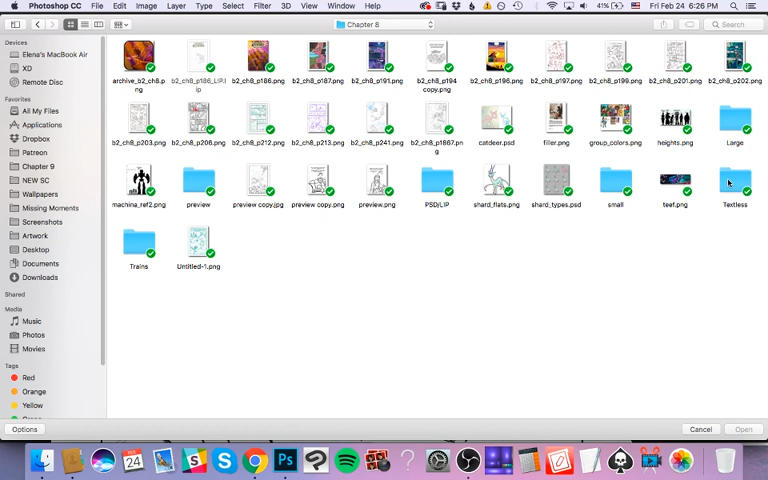 Photoshop CC File Edit Image Layer Type Select Filter 3D View Window Help 41% Fri Feb 24 6:26 PM
Chapter 8 Search
Devices
Elena's MacBook Air
XD
Remote Disc
Favorites
All My Files
Applications
Dropbox
Patreon
Chapter 9
NEW SC
Wallpapers
Missing Moments
Screenshots
Artwork
Desktop
Documents
Downloads
Shared
Media
Music
Photos
Movies
Tags
Red
Orange
Yellow
archive_b2_ch8.p
ng
b2_ch8_p186_LIP.l
ip
b2_ch8_p186.png
b2_ch8_p187.png
b2_ch8_p191.png
b2_ch8_p194
copy.png
b2_ch8_p196.png
b2_ch8_p197.png
b2_ch8_p199.png
b2_ch8_p201.png
b2_ch8_p202.png
b2_ch8_p203.png
b2_ch8_p206.png
b2_ch8_p212.png
b2_ch8_p213.png
b2_ch8_p241.png
b2_ch8_p1867.pn
g
catdeer.psd
filler.png
group_colors.png
heights.png
Large
machina_ref2.png
preview
preview copy.jpg
preview copy.png
preview.png
PSD/LIP
shard_flats.png
shard_types.psd
small
teef.png
Textless
Trains
Untitled-1.png
Options
Cancel
Open
FEB
24